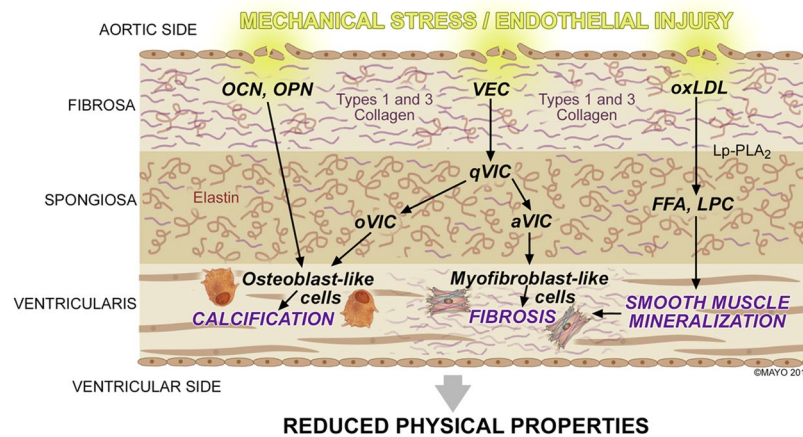 MECHANICAL STRESS / ENDOTHELIAL INJURY
AORTIC SIDE
OCN, OPN
VEC
oxLDL
FIBROSA
Types 1 and 3
Collagen
Types 1 and 3
Collagen
Lp-PLA2
qVIC
SPONGIOSA
Elastin
FFA, LPC
oVIC
aVIC
Osteoblast-like
cells
Myofibroblast-like
cells
VENTRICULARIS
CALCIFICATION
FIBROSIS
SMOOTH MUSCLE
MINERALIZATION
©MAYO
VENTRICULAR SIDE
REDUCED PHYSICAL PROPERTIES